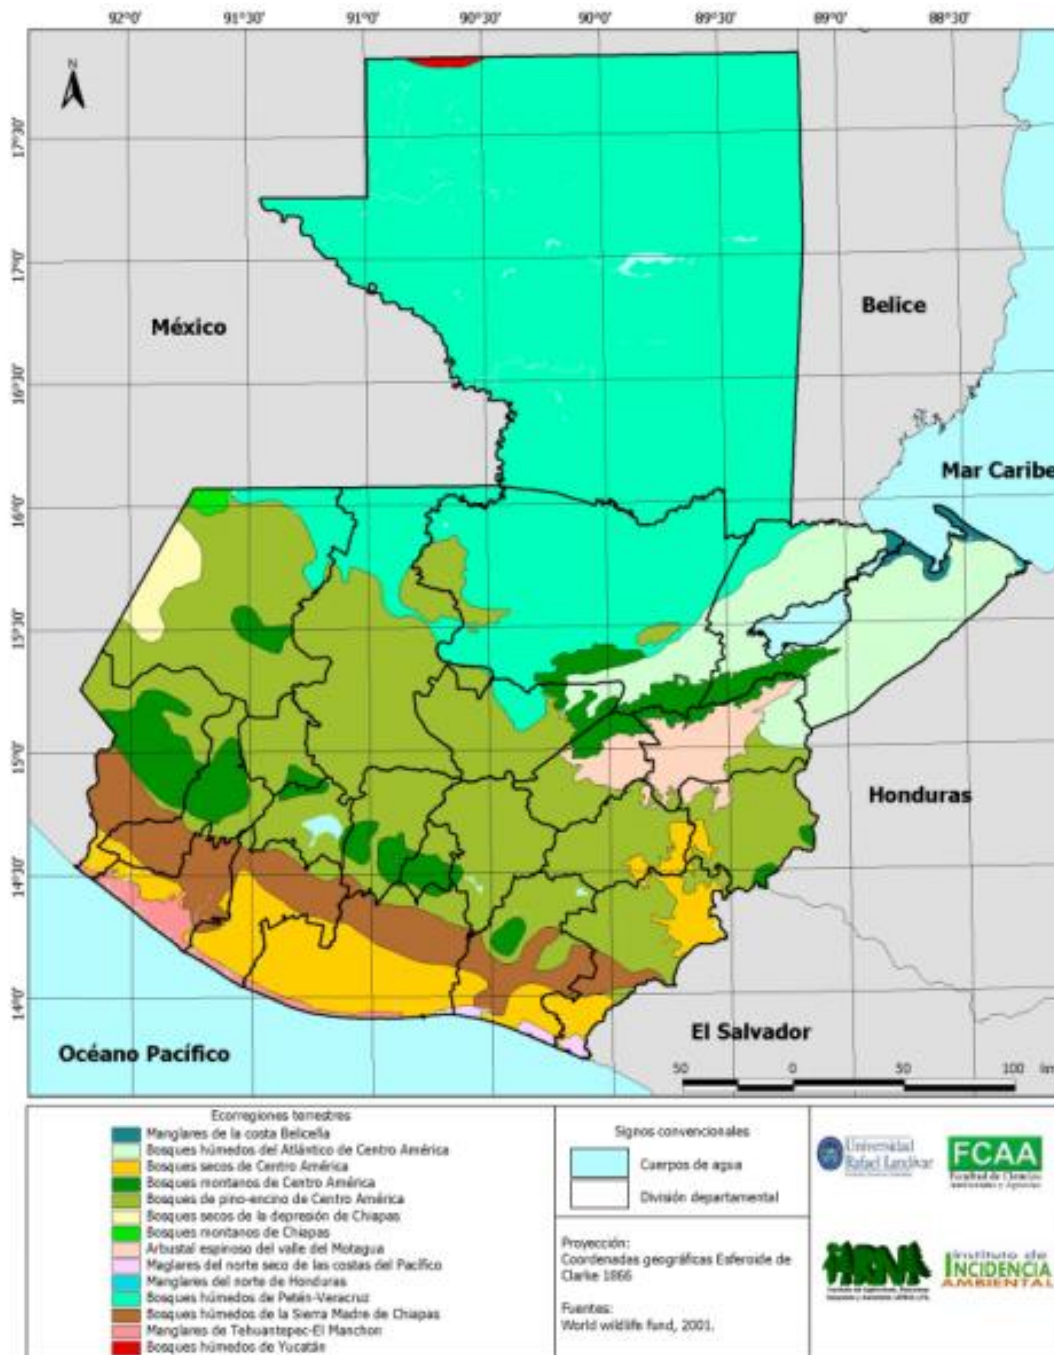 92°0' 91°30' 91°0' 90°30' 90°0' 89°30' 89°0' 88°30'
N
17°30'
17°0'
16°30'
16°0'
15°30'
15°0'
14°30'
14°0'
México
Belice
Mar Caribe
Honduras
El Salvador
Océano Pacífico
50 0 50 100 km
Ecorregiones terrestres
Manglares de la costa Beliceña
Bosques húmedos del Atlántico de Centro América
Bosques secos de Centro América
Bosques montanos de Centro América
Bosques de pino-encino de Centro América
Bosques secos de la depresión de Chiapas
Bosques montanos de Chiapas
Arbustal espinoso del valle del Motagua
Maglares del norte seco de las costas del Pacífico
Manglares del norte de Honduras
Bosques húmedos de Petén-Veracruz
Bosques húmedos de la Sierra Madre de Chiapas
Manglares de Tehuantepec-El Manchon
Bosques húmedos de Yucatán
Signos convencionales
Cuerpos de agua
División departamental
Proyección:
Coordenadas geográficas Esferoide de
Clarke 1866
Fuentes:
World wildlife fund, 2001.
Universidad
Rafael Landívar
FCAA
Facultad de Ciencias
Ambientales y Agrícolas
IARNA
Instituto de
INCIDENCIA
AMBIENTAL